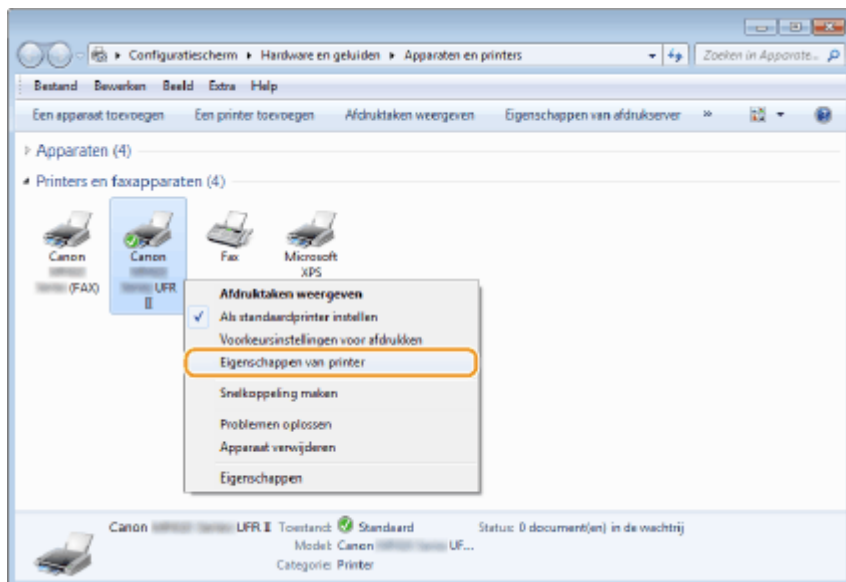 Configuratiescherm ▸ Hardware en geluiden ▸ Apparaten en printers
Zoeken in Apparate...
Bestand Bewerken Beeld Extra Help
Een apparaat toevoegen Een printer toevoegen Afdruktaken weergeven Eigenschappen van afdrukserver »
Apparaten (4)
Printers en faxapparaten (4)
Canon
(FAX)
Canon
UFR
II
Fax
Microsoft
XPS
Afdruktaken weergeven
Als standaardprinter instellen
Voorkeursinstellingen voor afdrukken
Eigenschappen van printer
Snelkoppeling maken
Problemen oplossen
Apparaat verwijderen
Eigenschappen
Canon UFR II Toestand: Standaard Status: 0 document(en) in de wachtrij
Model: Canon UF...
Categorie: Printer